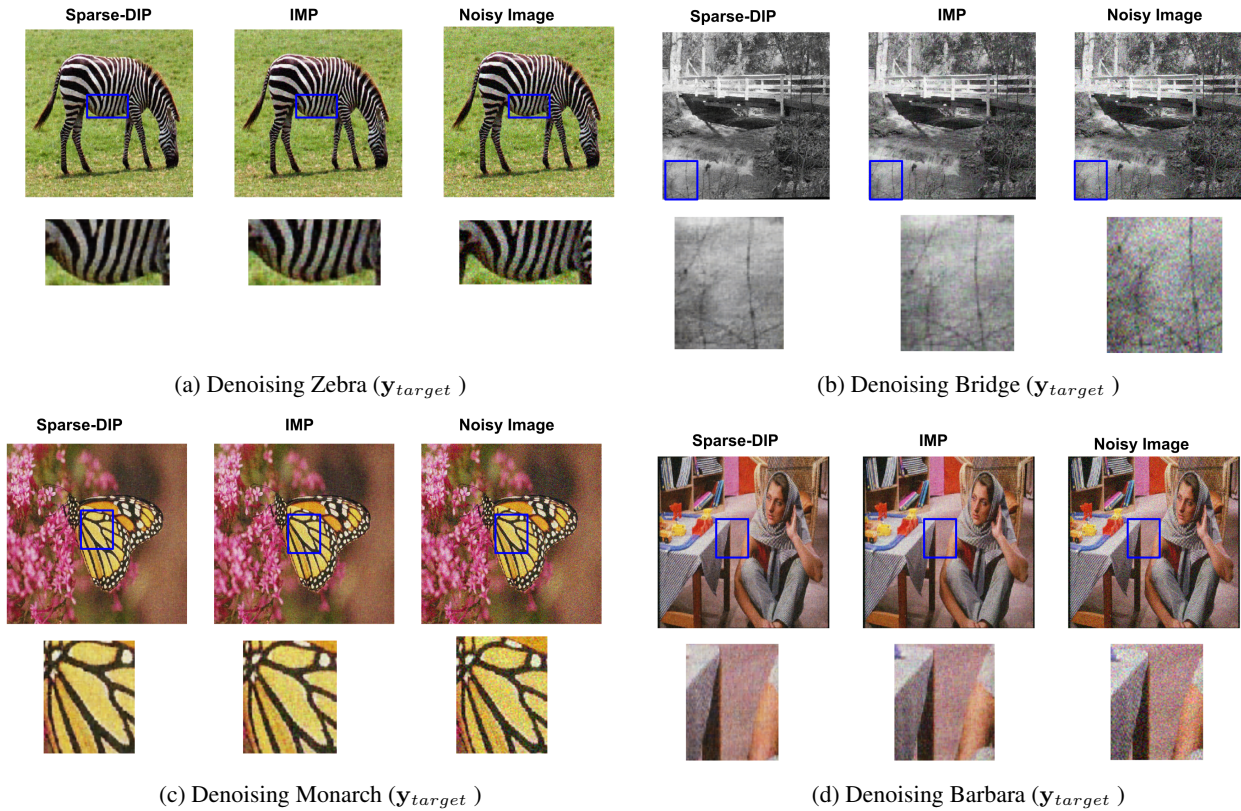 Sparse-DIP IMP Noisy Image
Sparse-DIP IMP Noisy Image
(a) Denoising Zebra (y_target )
(b) Denoising Bridge (y_target )
Sparse-DIP IMP Noisy Image
Sparse-DIP IMP Noisy Image
(c) Denoising Monarch (y_target )
(d) Denoising Barbara (y_target )